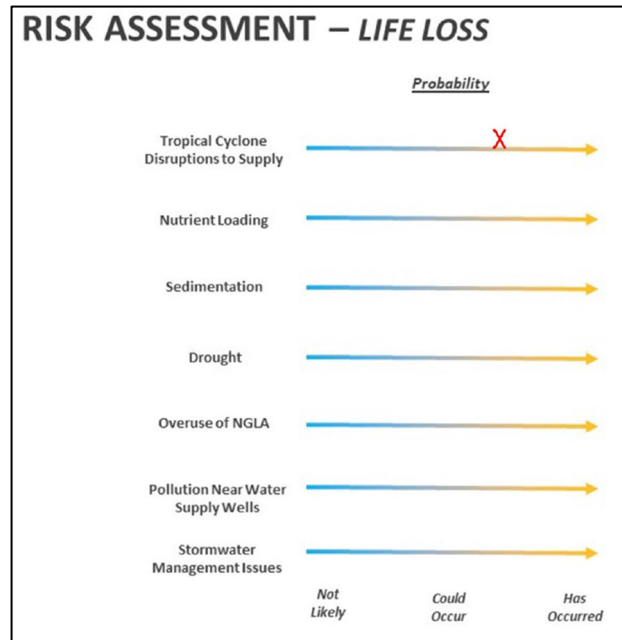 RISK ASSESSMENT – LIFE LOSS
Probability
X
Tropical Cyclone
Disruptions to Supply
Nutrient Loading
Sedimentation
Drought
Overuse of NGLA
Pollution Near Water
Supply Wells
Stormwater
Management Issues
Not
Likely
Could
Occur
Has
Occurred